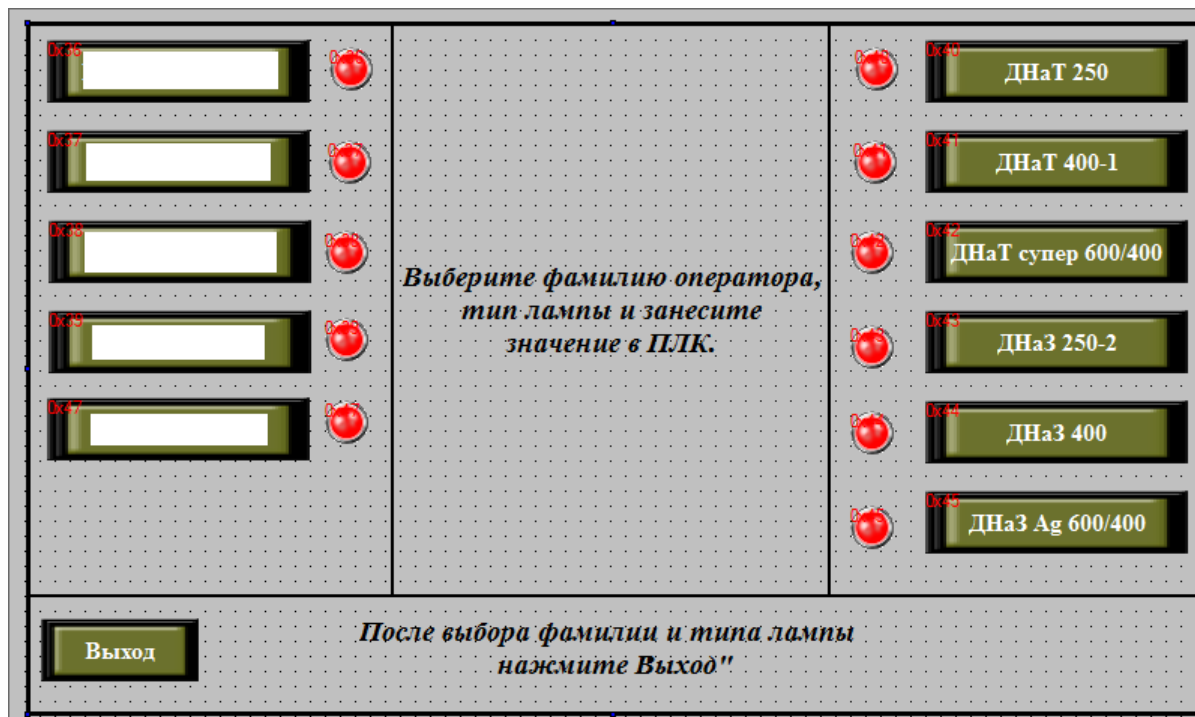 0x36
0x37
0x38
0x39
0x47
Выберите фамилию оператора,
тип лампы и занесите
значение в ПЛК.
0x40
ДНаТ 250
0x41
ДНаТ 400-1
0x42
ДНаТ супер 600/400
0x43
ДНаЗ 250-2
0x44
ДНаЗ 400
0x45
ДНаЗ Ag 600/400
Выход
После выбора фамилии и типа лампы
нажмите Выход"